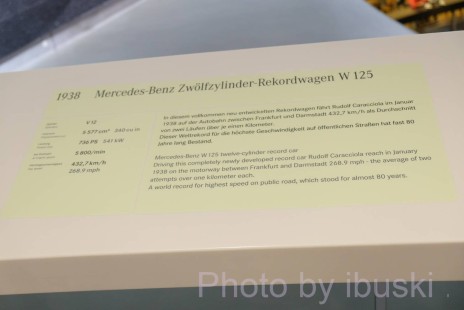 1938 Mercedes-Benz Zwölfzylinder-Rekordwagen W 125
V 12
5 577 cm³ 340 cu in
736 PS 541 kW
5 800/min
432,7 km/h
268.9 mph
In diesem vollkommen neu entwickelten Rekordwagen fährt Rudolf Caracciola im Januar
1938 auf der Autobahn zwischen Frankfurt und Darmstadt 432,7 km/h als Durchschnitt
von zwei Läufen über je einen Kilometer.
Dieser Weltrekord für die höchste Geschwindigkeit auf öffentlichen Straßen hat fast 80
Jahre lang Bestand.
Mercedes-Benz W 125 twelve-cylinder record car
Driving this completely newly developed record car Rudolf Caracciola reach in January
1938 on the motorway between Frankfurt and Darmstadt 268.9 mph - the average of two
attempts over one kilometer each.
A world record for highest speed on public road, which stood for almost 80 years.
Photo by ibuski